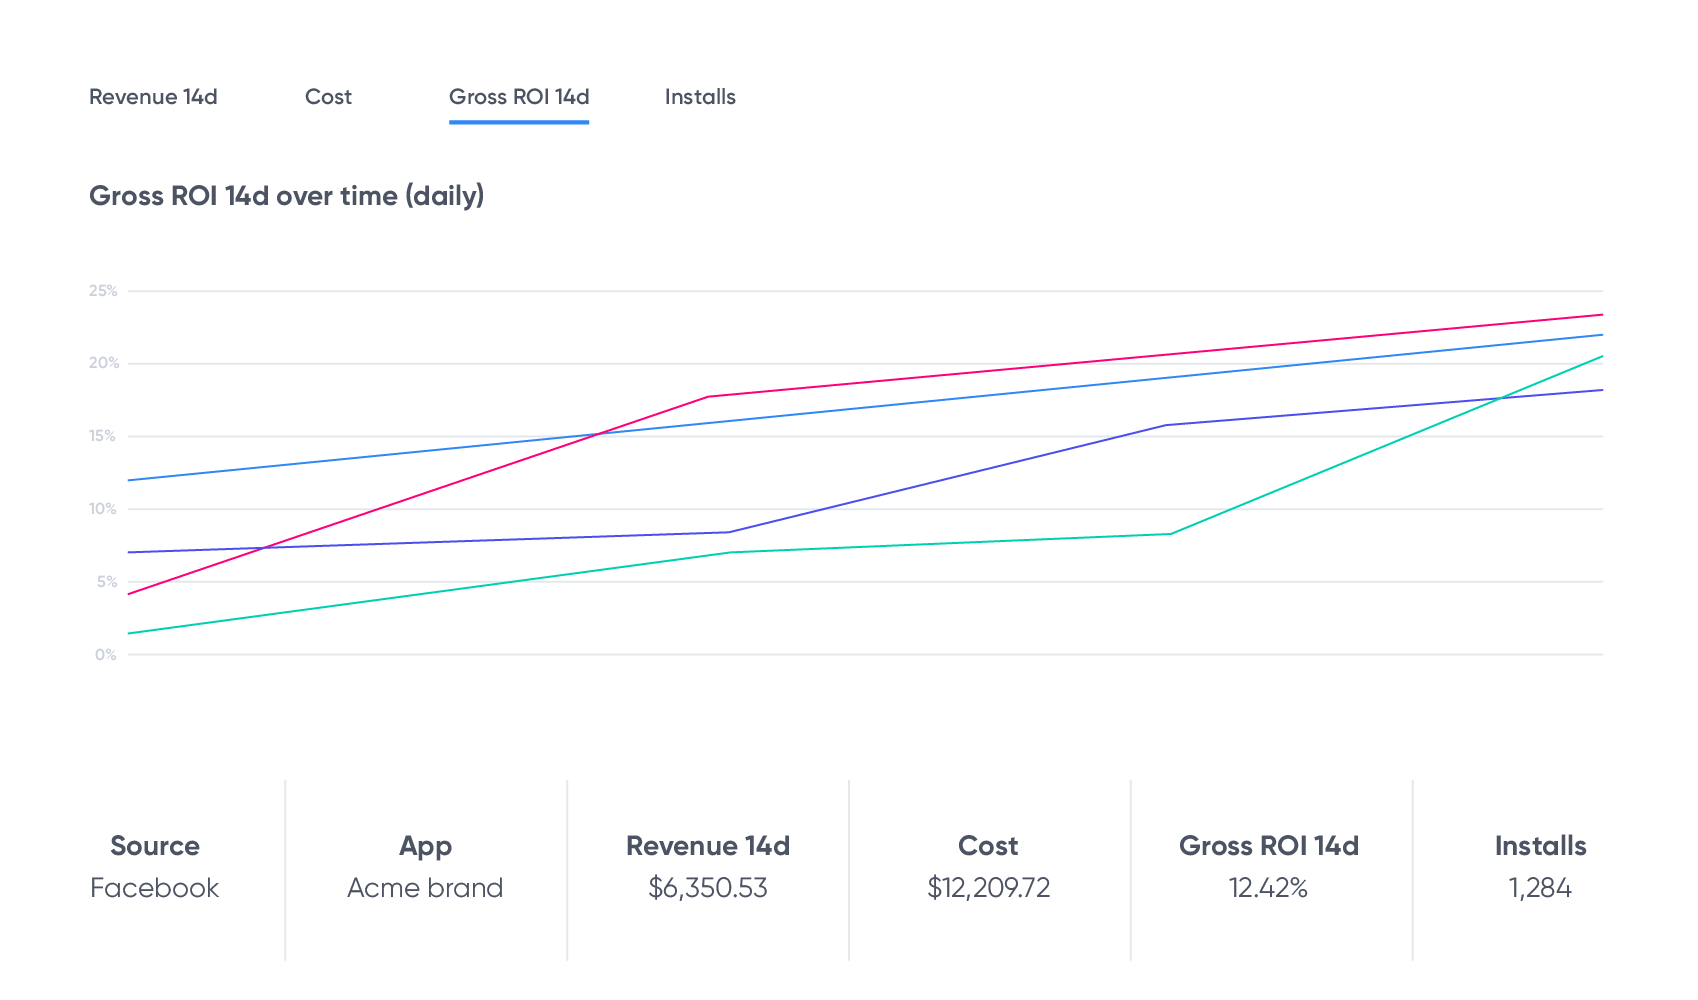 Revenue 14d Cost Gross ROI 14d Installs
Gross ROI 14d over time (daily)
25%
20%
15%
10%
5%
0%
Source App Revenue 14d Cost Gross ROI 14d Installs
Facebook Acme brand $6,350.53 $12,209.72 12.42% 1,284